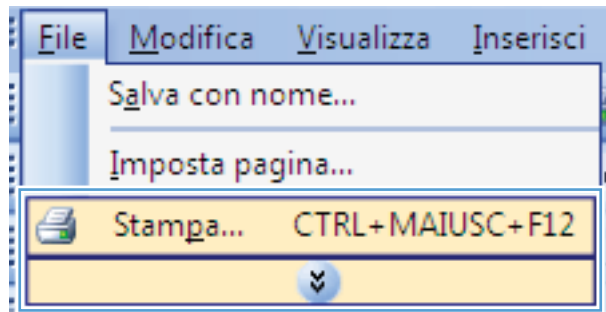 File Modifica Visualizza Inserisci
Salva con nome...
Imposta pagina...
Stampa... CTRL+MAIUSC+F12